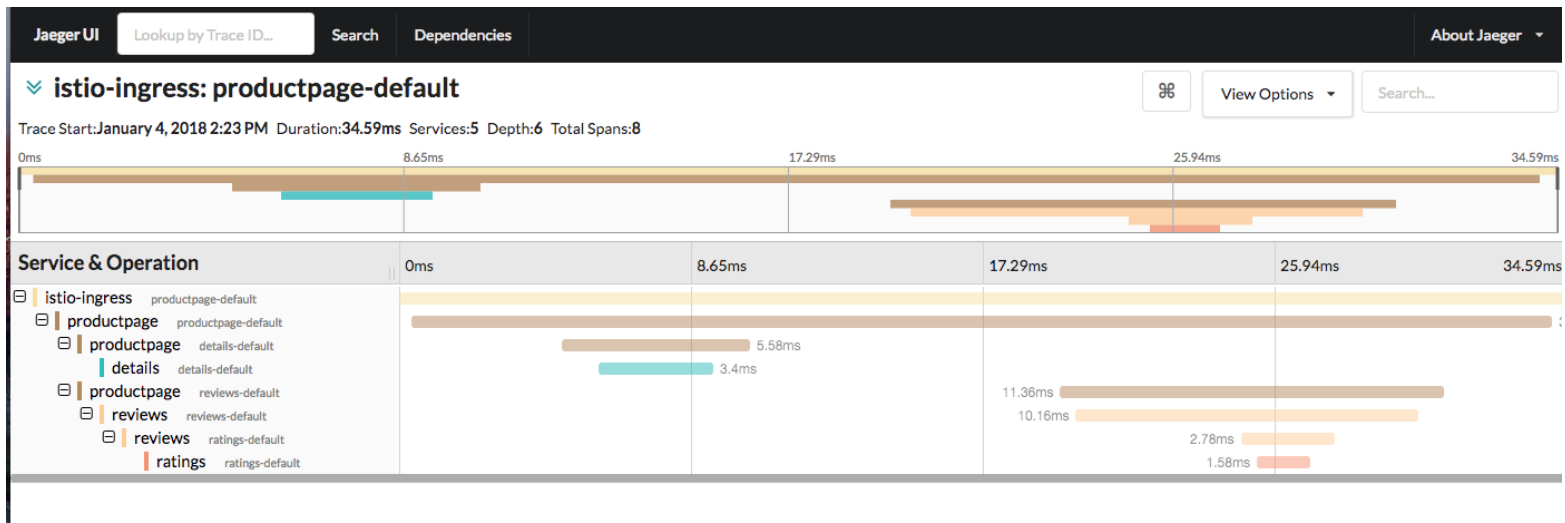 Jaeger UI Lookup by Trace ID... Search Dependencies About Jaeger
istio-ingress: productpage-default ⌘ View Options Search...
Trace Start:January 4, 2018 2:23 PM Duration:34.59ms Services:5 Depth:6 Total Spans:8
0ms 8.65ms 17.29ms 25.94ms 34.59ms
Service & Operation 0ms 8.65ms 17.29ms 25.94ms 34.59ms
istio-ingress productpage-default
productpage productpage-default
productpage details-default 5.58ms
details details-default 3.4ms
productpage reviews-default 11.36ms
reviews reviews-default 10.16ms
reviews ratings-default 2.78ms
ratings ratings-default 1.58ms